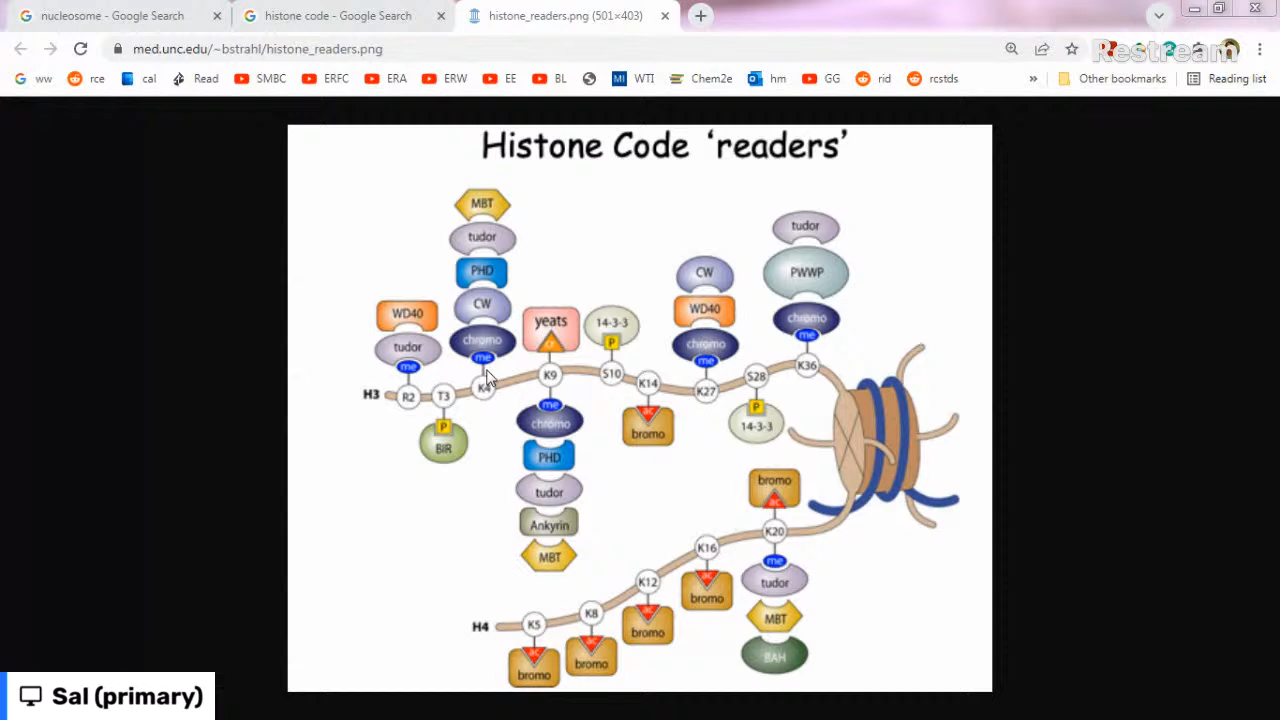 nucleosome - Google Search
histone code - Google Search
histone_readers.png (501×403)
med.unc.edu/~bstrahl/histone_readers.png
Restream
ww
rce
cal
Read
SMBC
ERFC
ERA
ERW
EE
BL
MI WTI
Chem2e
hm
GG
rid
rcstds
»
Other bookmarks
Reading list
Histone Code ‘readers’
MBT
tudor
PHD
CW
chromo
me
WD40
tudor
me
yeats
cr
14-3-3
P
CW
WD40
chromo
me
tudor
PWWP
chromo
me
H3
R2
T3
K4
K9
S10
K14
K27
S28
K36
P
BIR
me
chromo
PHD
tudor
Ankyrin
MBT
ac
bromo
P
14-3-3
bromo
ac
H4
K5
K8
K12
K16
K20
ac
bromo
ac
bromo
ac
bromo
ac
bromo
me
tudor
MBT
BAH
Sal (primary)